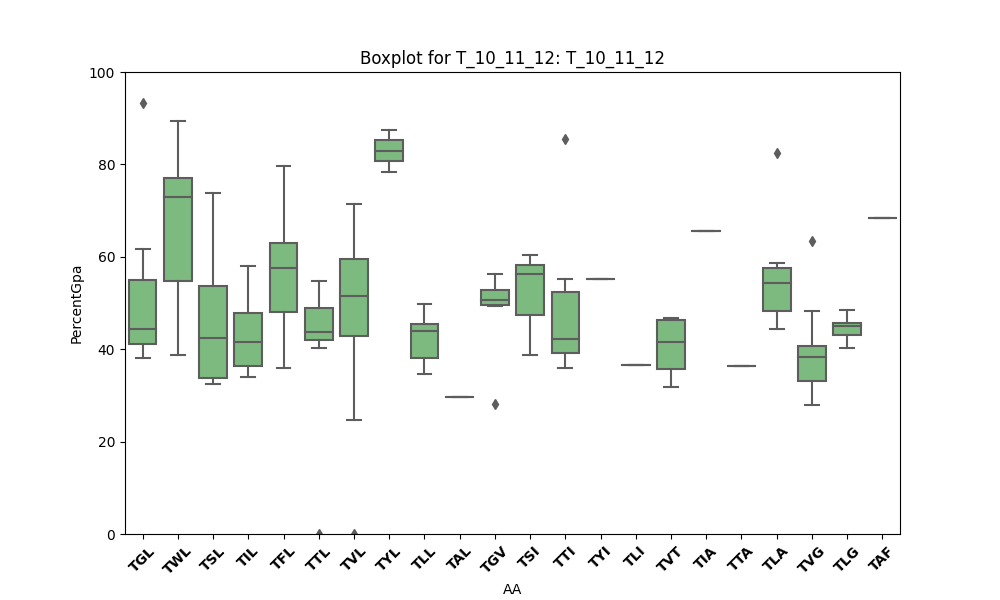 Boxplot for T_10_11_12: T_10_11_12
PercentGpa
100
80
60
40
20
0
TGL TWL TSL TIL TFL TTL TVL TYL TLL TAL TGV TSI TTI TYI TLI TVT TIA TTA TLA TVG TLG TAF
AA